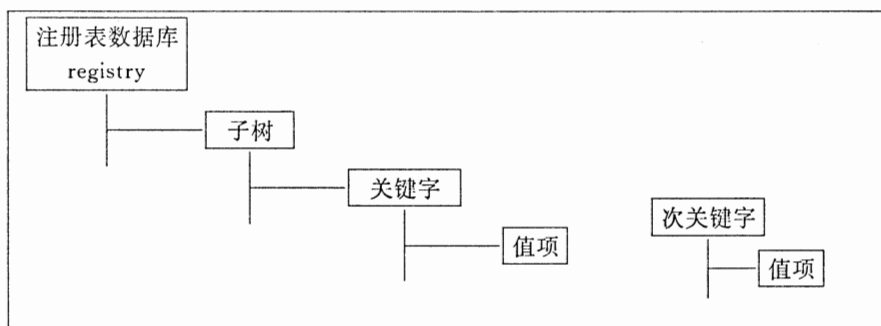 注册表数据库
registry
子树
关键字
值项
次关键字
值项